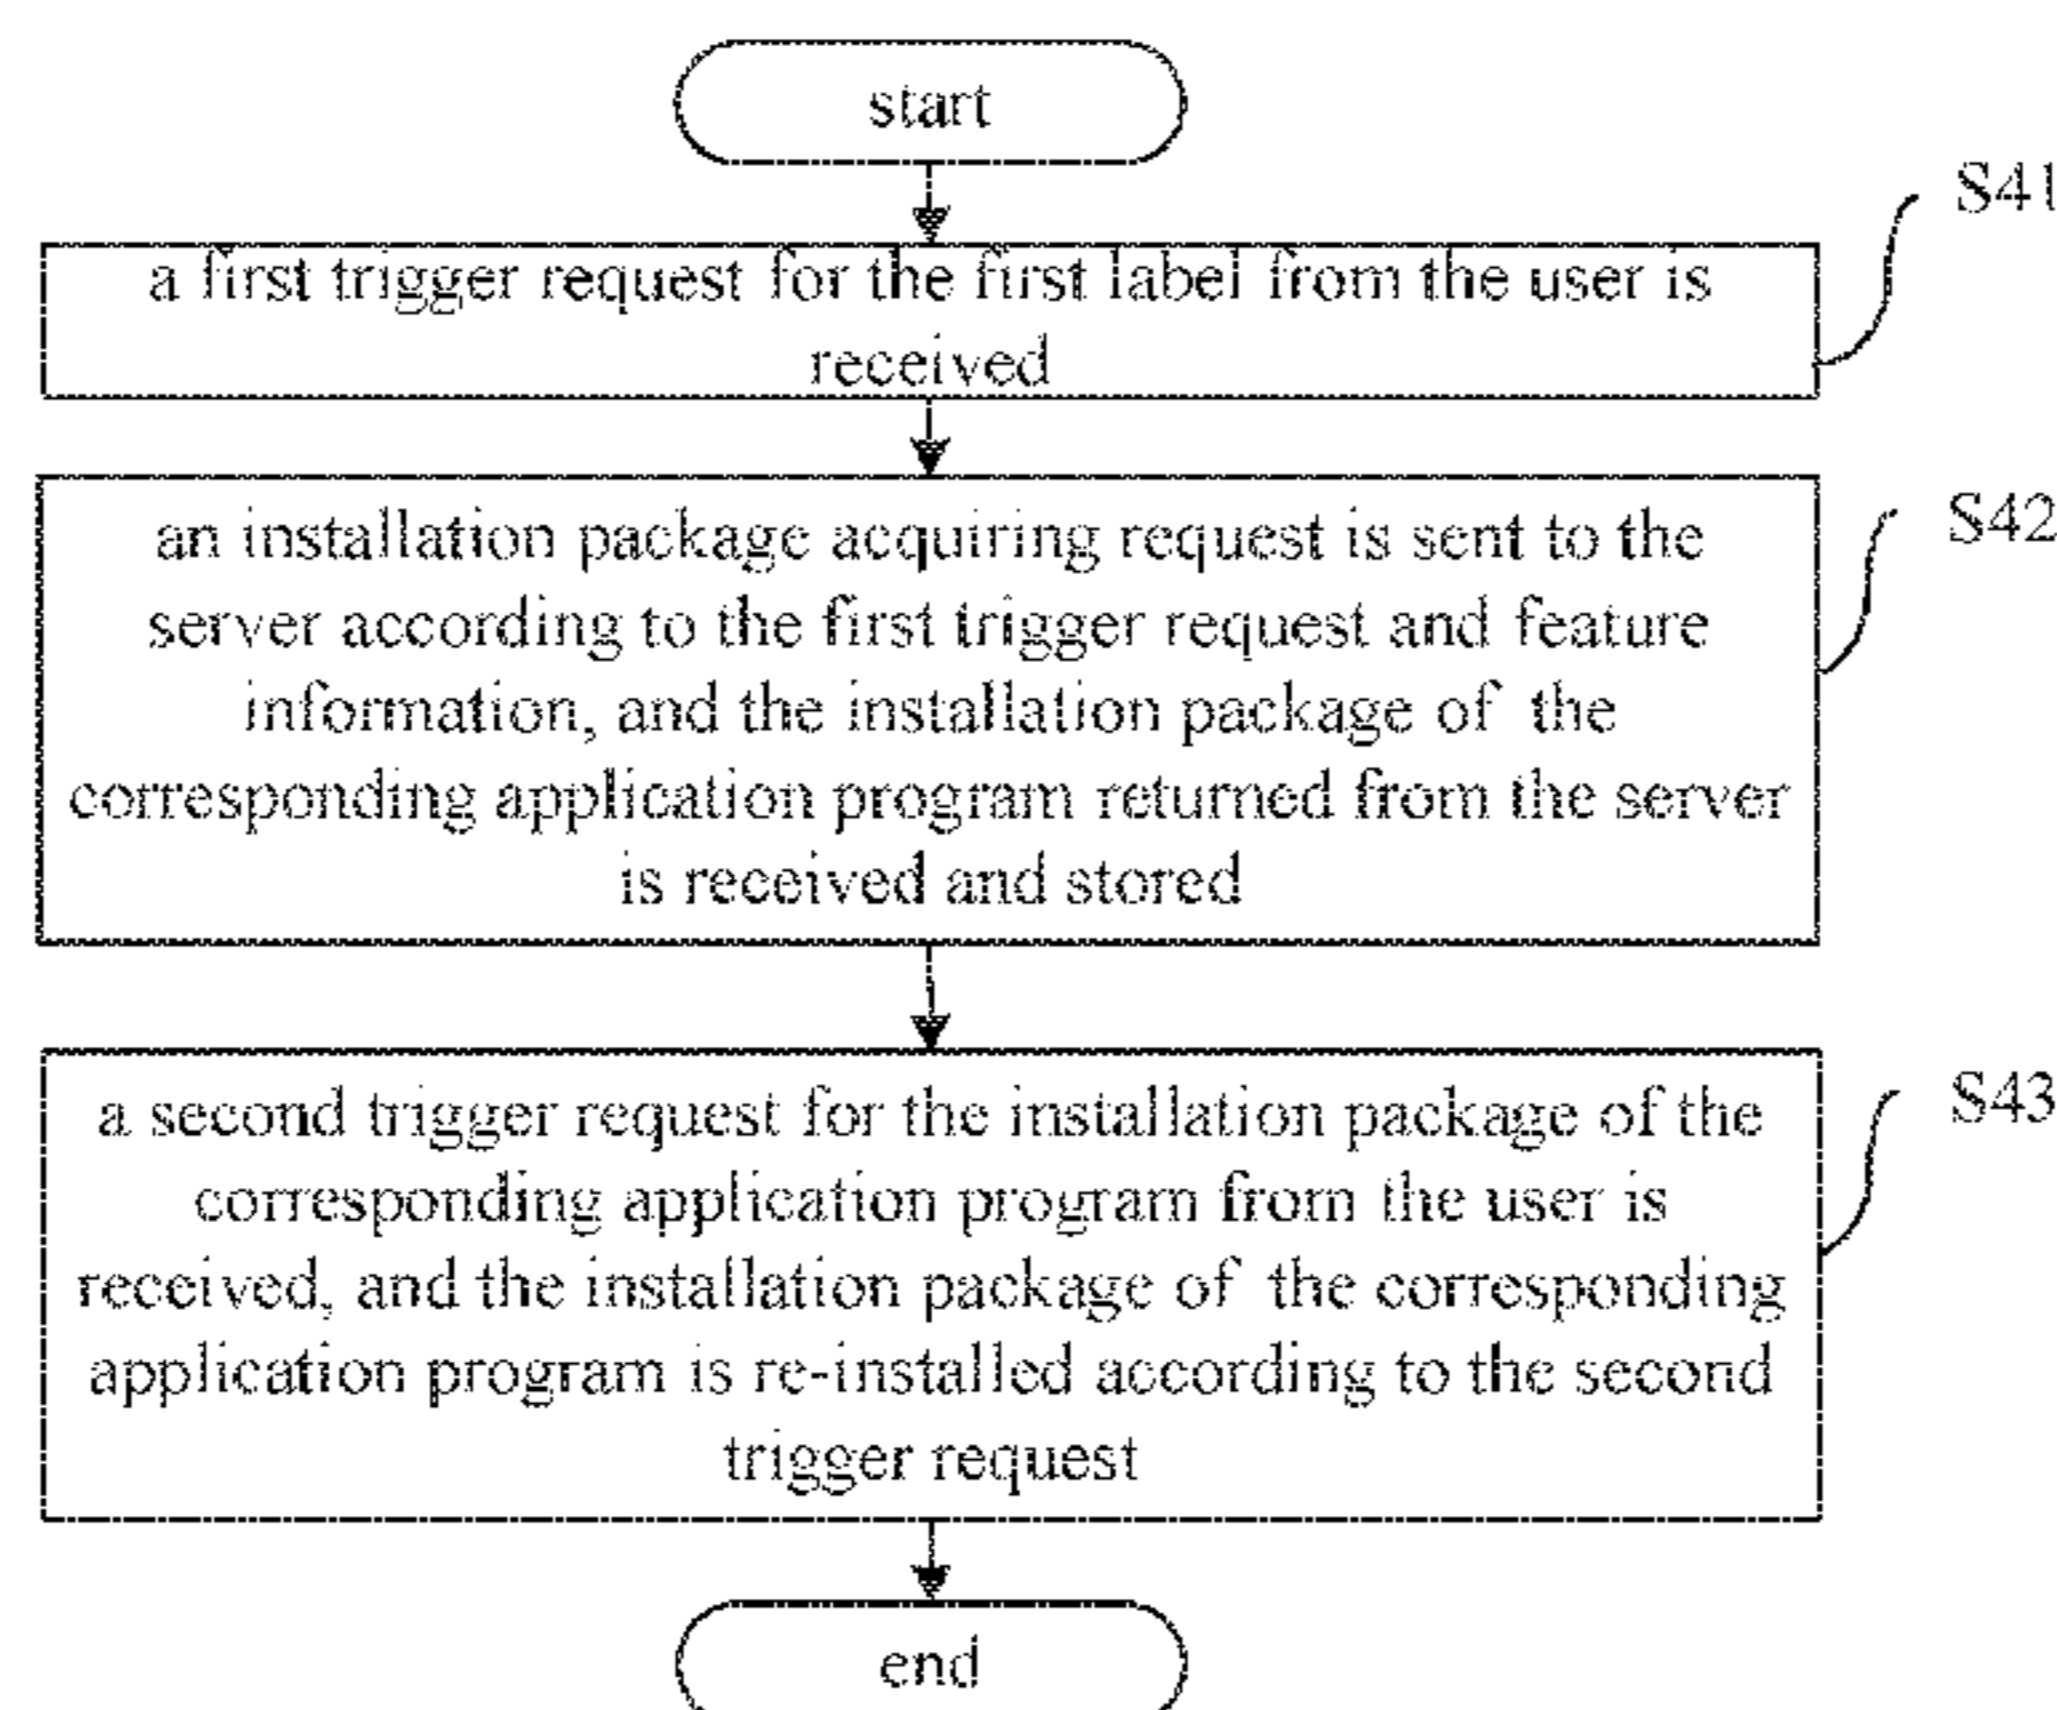 start
S41
a first trigger request for the first label from the user is
received
S42
an installation package acquiring request is sent to the
server according to the first trigger request and feature
information, and the installation package of the
corresponding application program returned from the server
is received and stored
S43
a second trigger request for the installation package of the
corresponding application program from the user is
received, and the installation package of the corresponding
application program is re-installed according to the second
trigger request
end